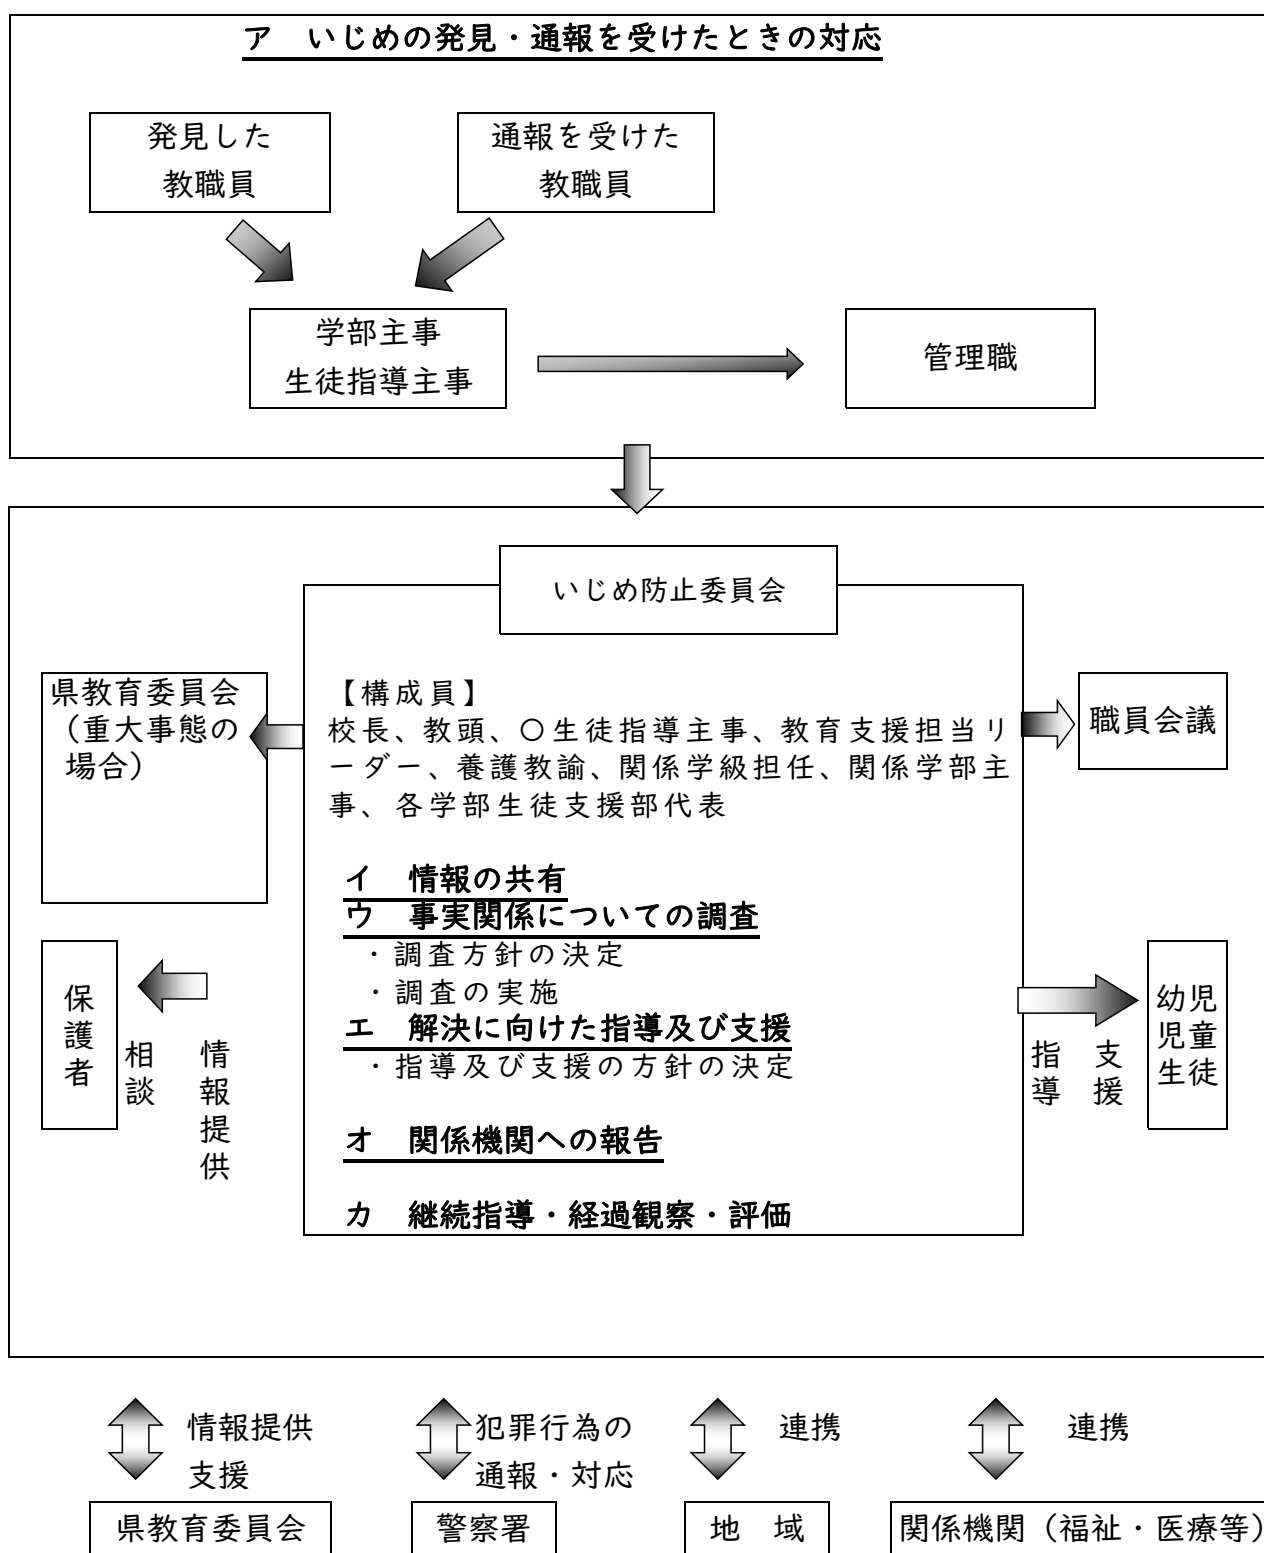 ア　いじめの発見・通報を受けたときの対応
発見した
教職員
通報を受けた
教職員
学部主事
生徒指導主事
管理職
いじめ防止委員会
県教育委員会
（重大事態の
場合）
【構成員】
校長、教頭、〇生徒指導主事、教育支援担当リ
ーダー、養護教諭、関係学級担任、関係学部主
事、各学部生徒支援部代表
職員会議
イ　情報の共有
ウ　事実関係についての調査
・調査方針の決定
・調査の実施
エ　解決に向けた指導及び支援
・指導及び支援の方針の決定
オ　関係機関への報告
カ　継続指導・経過観察・評価
保護者
相談
情報提供
指導
支援
幼児
児童
生徒
情報提供
支援
犯罪行為の
通報・対応
連携
連携
県教育委員会
警察署
地　域
関係機関（福祉・医療等）